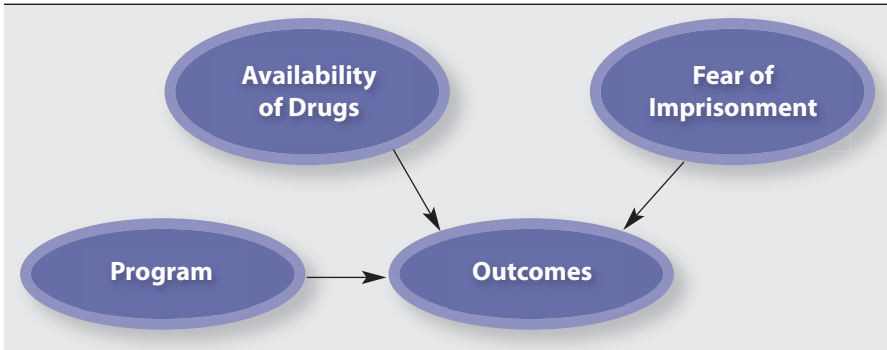 Availability
of Drugs
Fear of
Imprisonment
Program
Outcomes